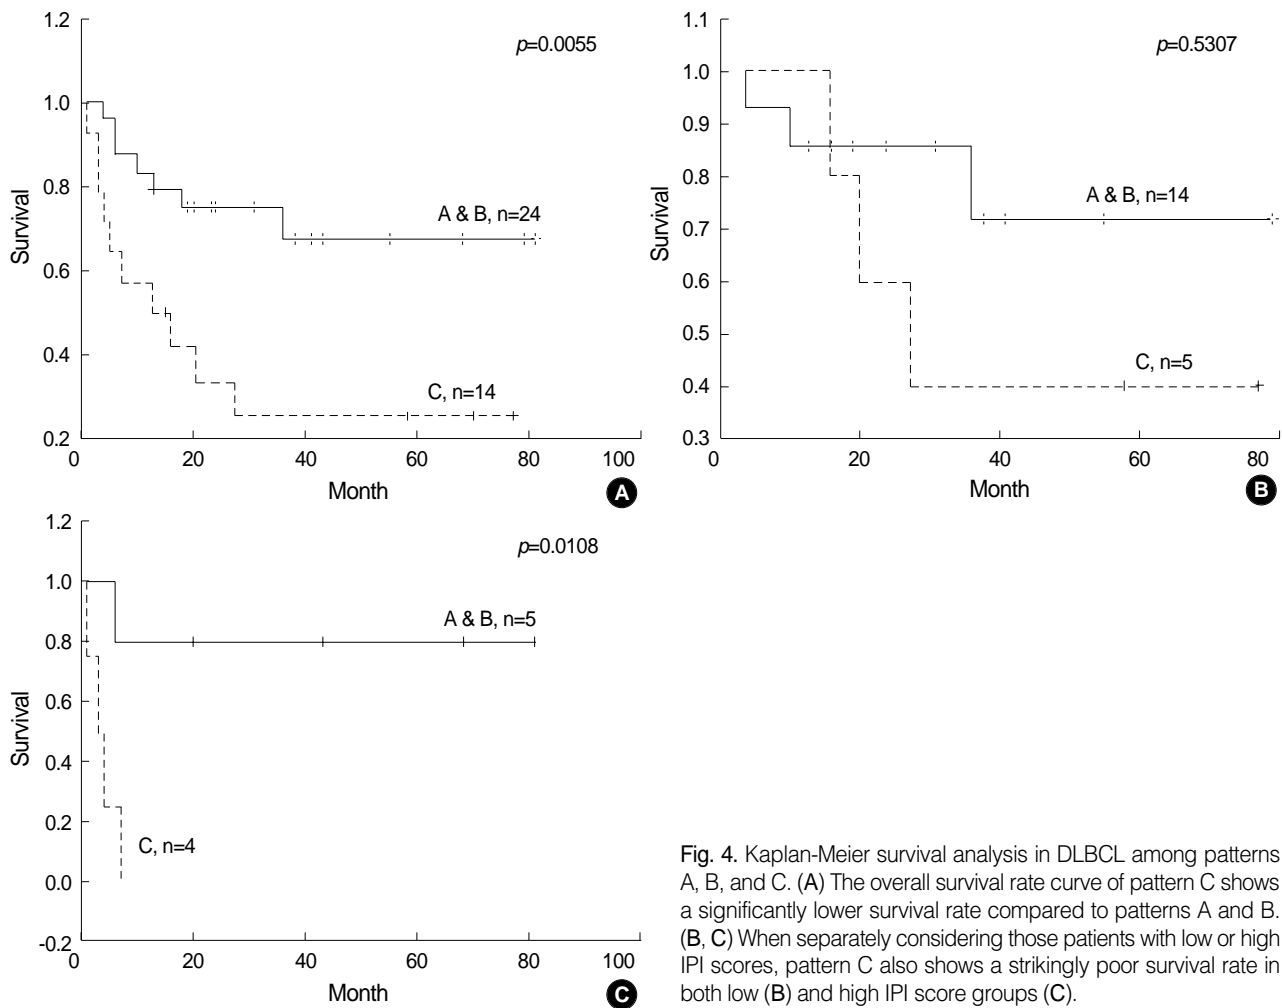 1.2
1.0
0.8
0.6
0.4
0.2
Survival
p=0.0055
A & B, n=24
C, n=14
0 20 40 60 80 100
Month
A
1.1
1.0
0.9
0.8
0.7
0.6
0.5
0.4
0.3
Survival
p=0.5307
A & B, n=14
C, n=5
0 20 40 60 80
Month
B
1.2
1.0
0.8
0.6
0.4
0.2
0.0
-0.2
Survival
p=0.0108
A & B, n=5
C, n=4
0 20 40 60 80 100
Month
C
Fig. 4. Kaplan-Meier survival analysis in DLBCL among patterns
A, B, and C. (A) The overall survival rate curve of pattern C shows
a significantly lower survival rate compared to patterns A and B.
(B, C) When separately considering those patients with low or high
IPI scores, pattern C also shows a strikingly poor survival rate in
both low (B) and high IPI score groups (C).